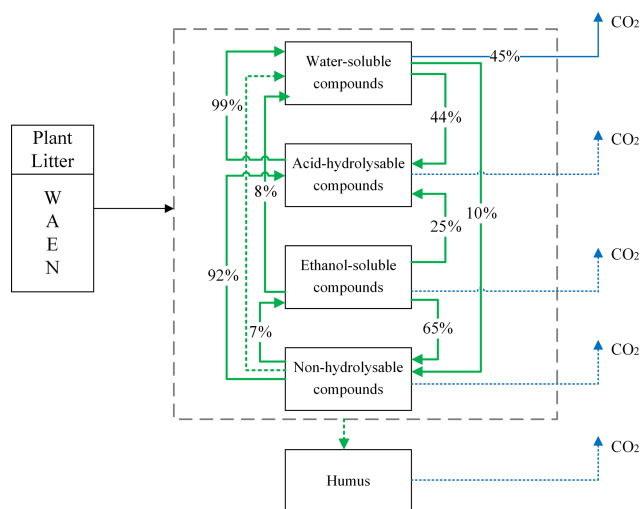 CO₂
Water-soluble
compounds
45%
99%
44%
Plant
Litter
W
A
E
N
CO₂
Acid-hydrolysable
compounds
8%
10%
25%
CO₂
Ethanol-soluble
compounds
92%
7%
65%
CO₂
Non-hydrolysable
compounds
CO₂
Humus